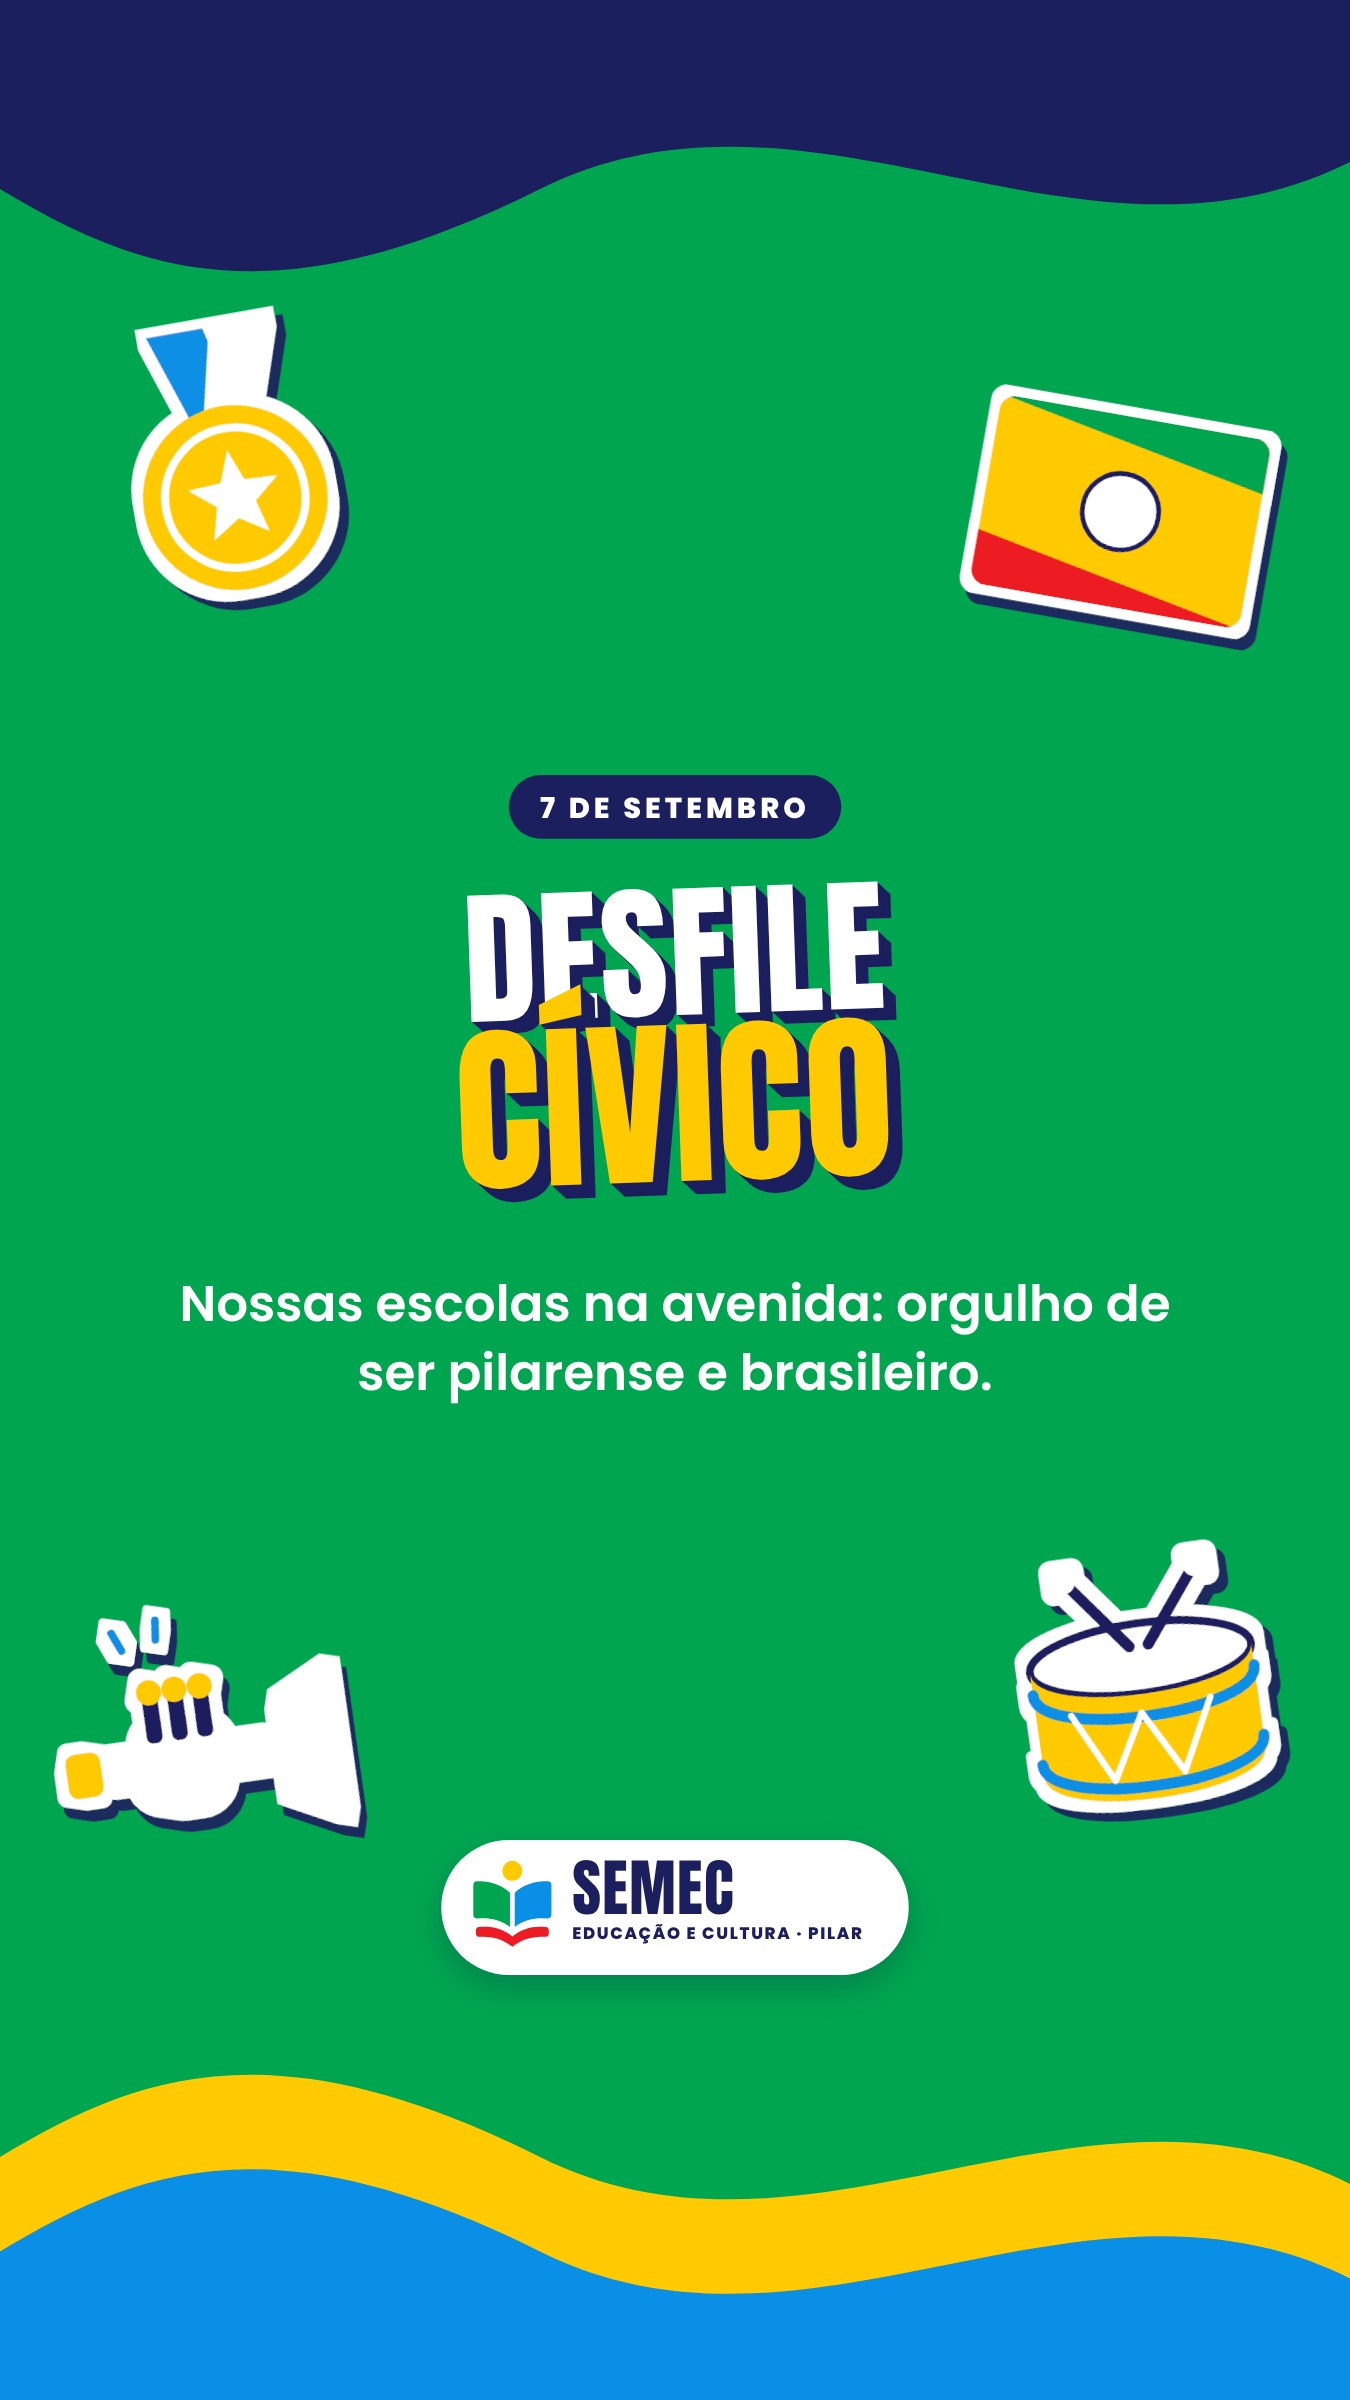 7 DE SETEMBRO
DESFILE
CÍVICO
Nossas escolas na avenida: orgulho de
ser pilarense e brasileiro.
SEMEC
EDUCAÇÃO E CULTURA · PILAR